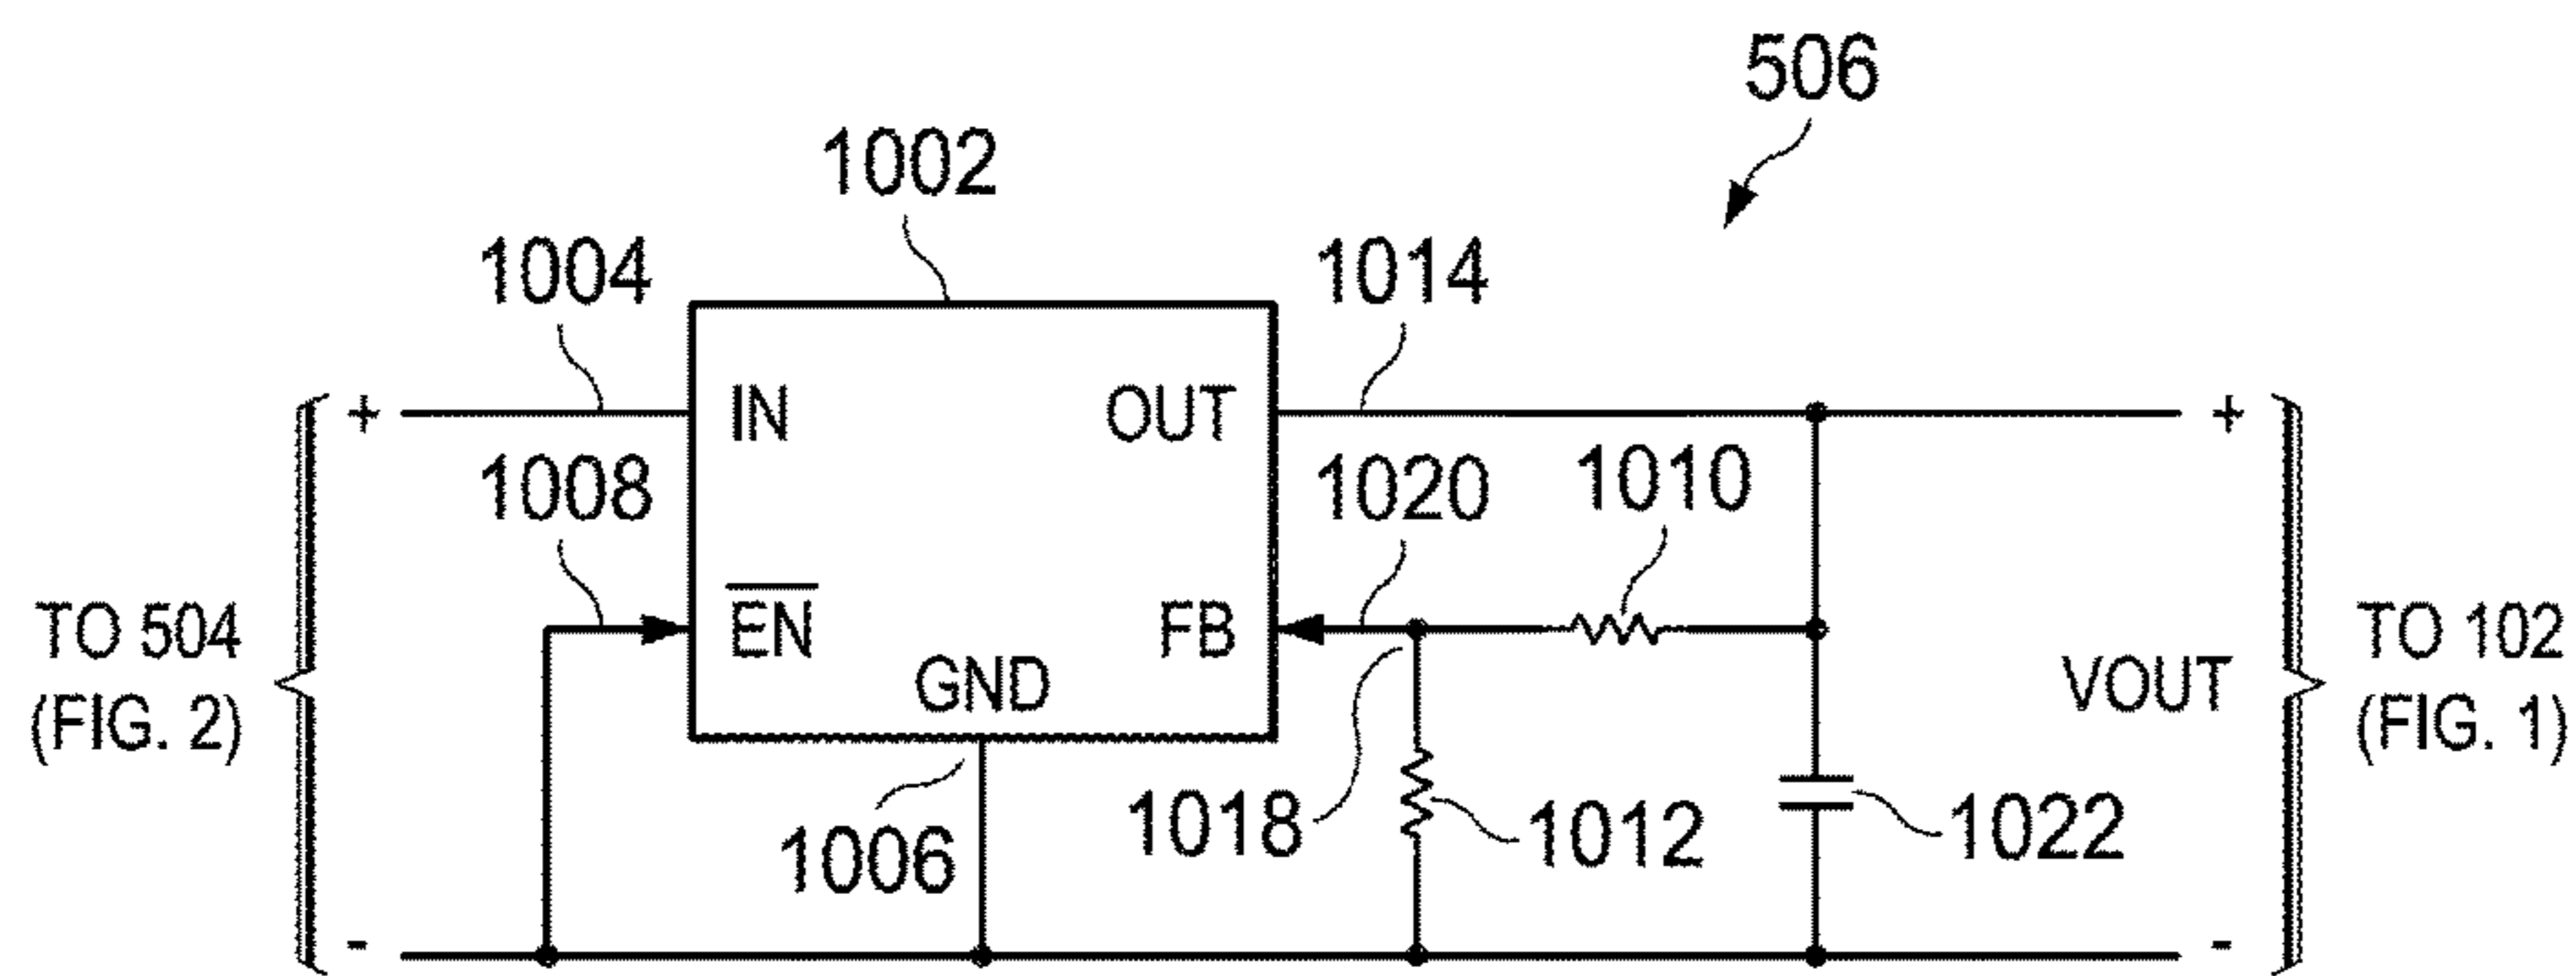 506
1002
1004
1014
+
IN
OUT
+
1008
1020
1010
TO 504
(FIG. 2)
EN
FB
GND
VOUT
TO 102
(FIG. 1)
1006
1018
1012
1022
-
-